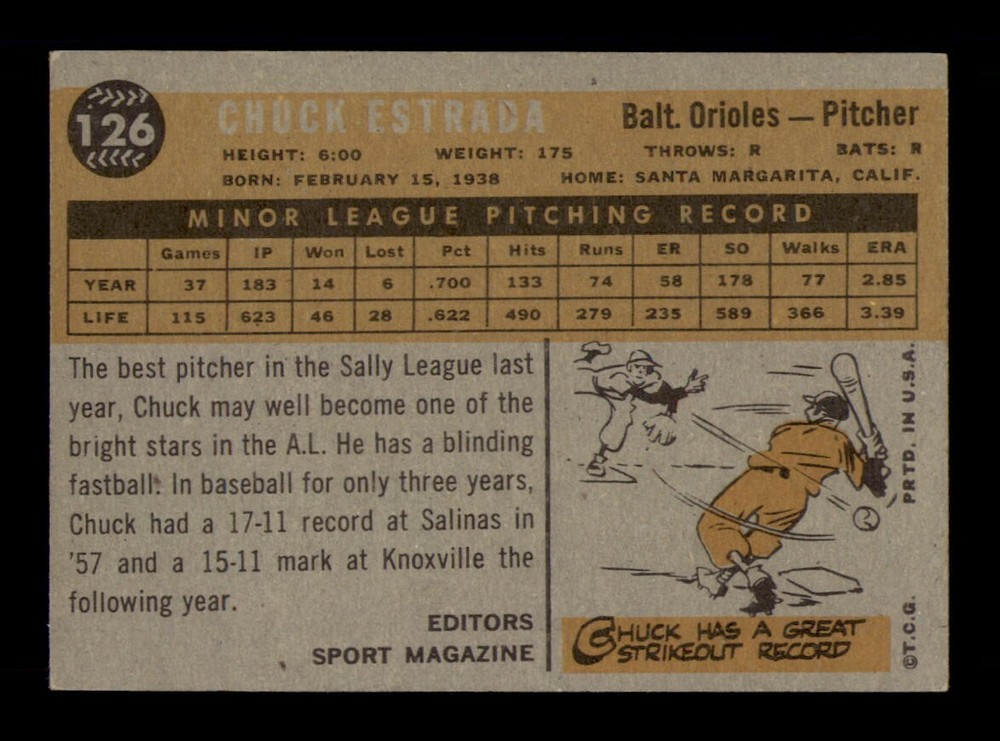 126
CHUCK ESTRADA
Balt. Orioles — Pitcher
HEIGHT: 6:00 WEIGHT: 175 THROWS: R BATS: R
BORN: FEBRUARY 15, 1938 HOME: SANTA MARGARITA, CALIF.
MINOR LEAGUE PITCHING RECORD
Games IP Won Lost Pct Hits Runs ER SO Walks ERA
YEAR 37 183 14 6 .700 133 74 58 178 77 2.85
LIFE 115 623 46 28 .622 490 279 235 589 366 3.39
The best pitcher in the Sally League last
year, Chuck may well become one of the
bright stars in the A.L. He has a blinding
fastball. In baseball for only three years,
Chuck had a 17-11 record at Salinas in
'57 and a 15-11 mark at Knoxville the
following year.
EDITORS
SPORT MAGAZINE
CHUCK HAS A GREAT
STRIKEOUT RECORD
©T.C.G. PRTD. IN U.S.A.